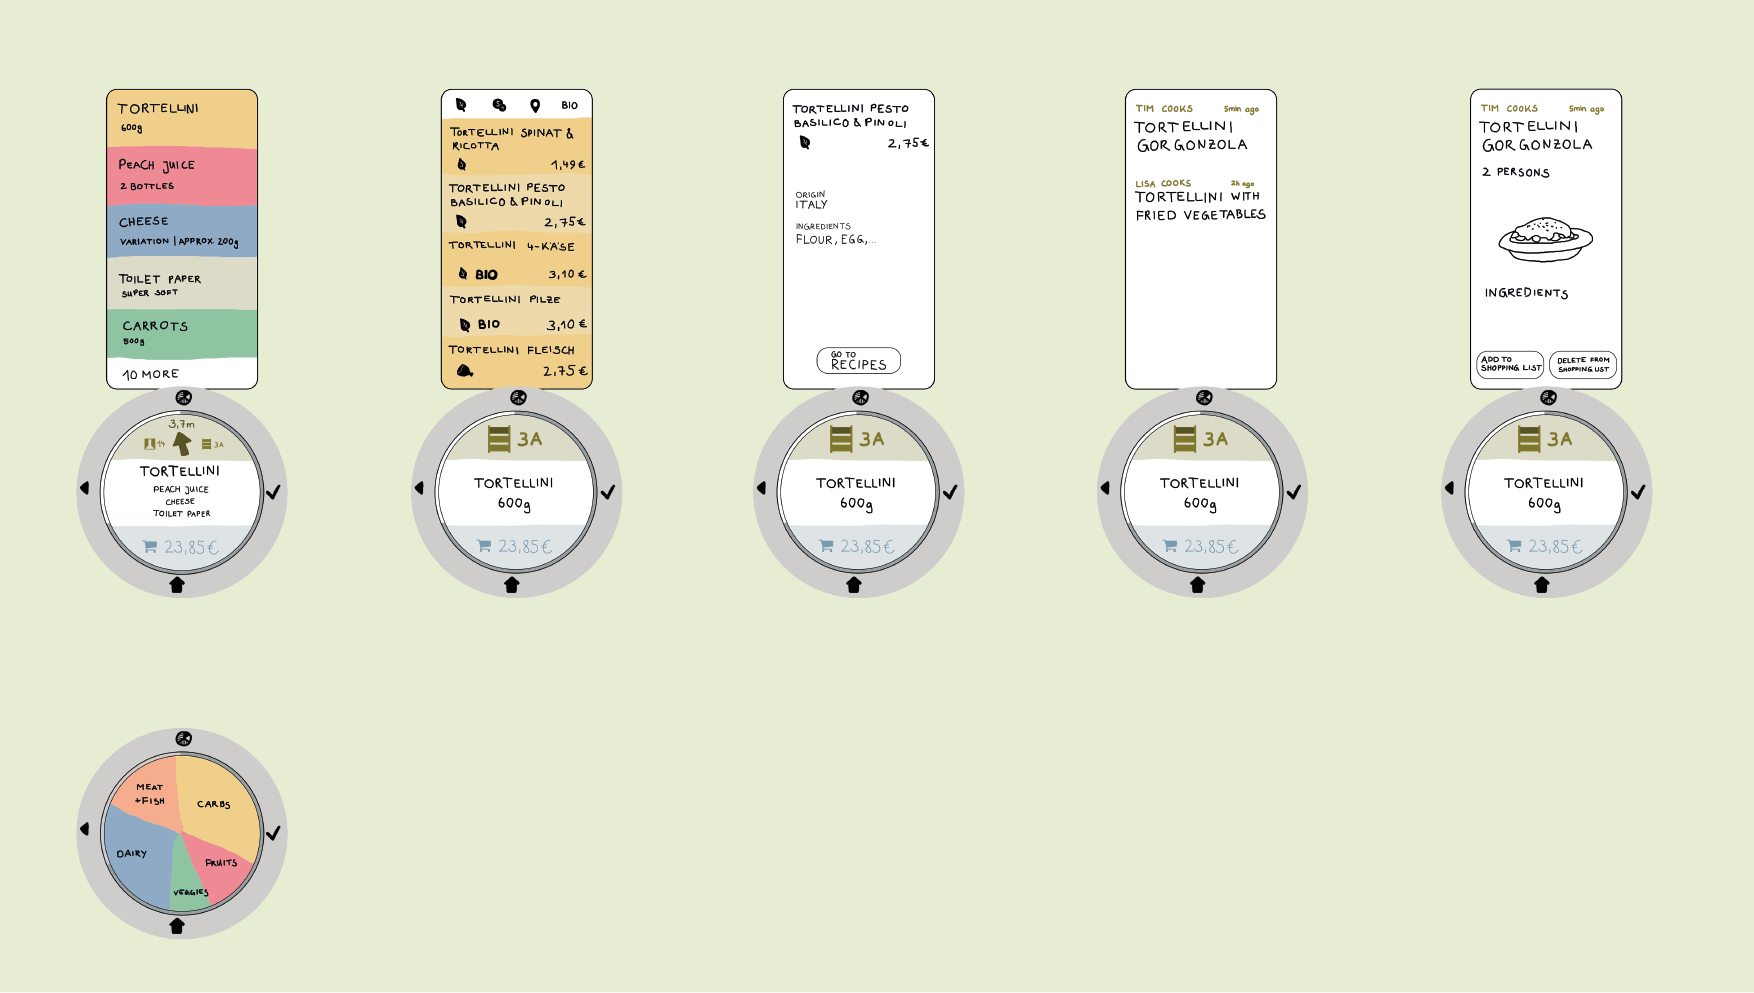 TORTELLINI
600g
PEACH JUICE
2 BOTTLES
CHEESE
VARIATION | APPROX. 200g
TOILET PAPER
SUPER SOFT
CARROTS
500g
10 MORE
3,7m
14
3A
TORTELLINI
PEACH JUICE
CHEESE
TOILET PAPER
23,85€
BIO
TORTELLINI SPINAT &
RICOTTA
1,49€
TORTELLINI PESTO
BASILICO & PINOLI
2,75€
TORTELLINI 4-KÄSE
BIO 3,10€
TORTELLINI PILZE
BIO 3,10€
TORTELLINI FLEISCH
2,75€
3A
TORTELLINI
600g
23,85€
TORTELLINI PESTO
BASILICO & PINOLI
2,75€
ORIGIN
ITALY
INGREDIENTS
FLOUR, EGG,...
GO TO
RECIPES
3A
TORTELLINI
600g
23,85€
TIM COOKS 5min ago
TORTELLINI
GORGONZOLA
LISA COOKS 2h ago
TORTELLINI WITH
FRIED VEGETABLES
3A
TORTELLINI
600g
23,85€
TIM COOKS 5min ago
TORTELLINI
GORGONZOLA
2 PERSONS
INGREDIENTS
ADD TO
SHOPPING LIST
DELETE FROM
SHOPPING LIST
3A
TORTELLINI
600g
23,85€
MEAT
+FISH
CARBS
DAIRY
FRUITS
VEGGIES